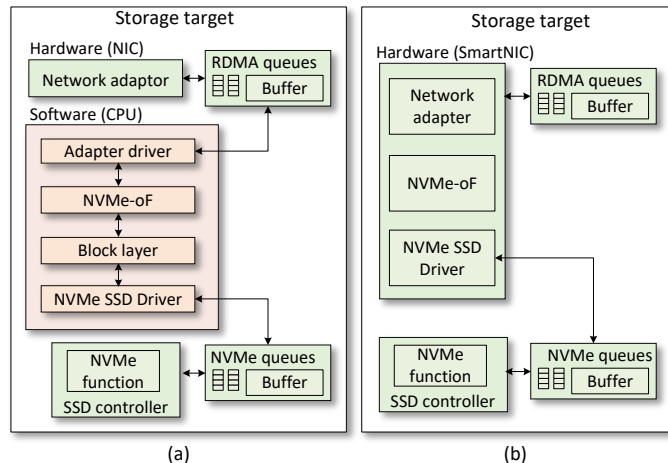 Storage target
Hardware (NIC)
Network adaptor
RDMA queues
Buffer
Software (CPU)
Adapter driver
NVMe-oF
Block layer
NVMe SSD Driver
NVMe
function
SSD controller
NVMe queues
Buffer
(a)
Storage target
Hardware (SmartNIC)
Network
adapter
RDMA queues
Buffer
NVMe-oF
NVMe SSD
Driver
NVMe
function
SSD controller
NVMe queues
Buffer
(b)